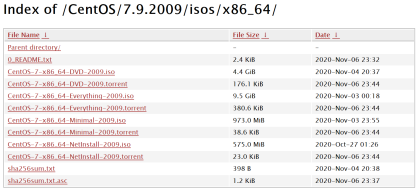 Index of /CentOS/7.9.2009/isos/x86_64/
File Name ↓ File Size ↓ Date ↓
Parent directory/ - -
0_README.txt 2.4 KiB 2020-Nov-06 23:32
CentOS-7-x86_64-DVD-2009.iso 4.4 GiB 2020-Nov-04 20:37
CentOS-7-x86_64-DVD-2009.torrent 176.1 KiB 2020-Nov-06 23:44
CentOS-7-x86_64-Everything-2009.iso 9.5 GiB 2020-Nov-03 00:18
CentOS-7-x86_64-Everything-2009.torrent 380.6 KiB 2020-Nov-06 23:44
CentOS-7-x86_64-Minimal-2009.iso 973.0 MiB 2020-Nov-03 23:55
CentOS-7-x86_64-Minimal-2009.torrent 38.6 KiB 2020-Nov-06 23:44
CentOS-7-x86_64-NetInstall-2009.iso 575.0 MiB 2020-Oct-27 01:26
CentOS-7-x86_64-NetInstall-2009.torrent 23.0 KiB 2020-Nov-06 23:44
sha256sum.txt 398 B 2020-Nov-04 20:38
sha256sum.txt.asc 1.2 KiB 2020-Nov-06 23:37